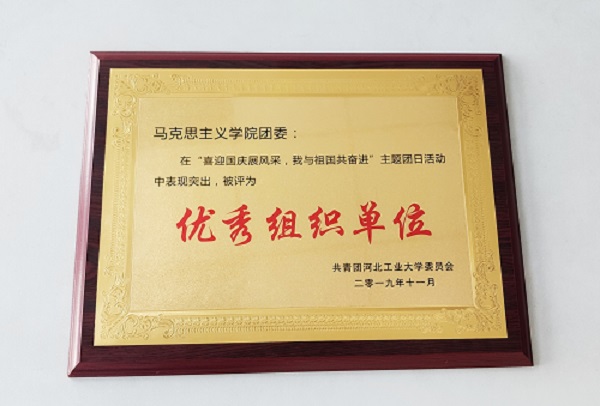 马克思主义学院团委：
在“喜迎国庆展风采，我与祖国共奋进”主题团日活动
中表现突出，被评为
优秀组织单位
共青团河北工业大学委员会
二零一九年十一月